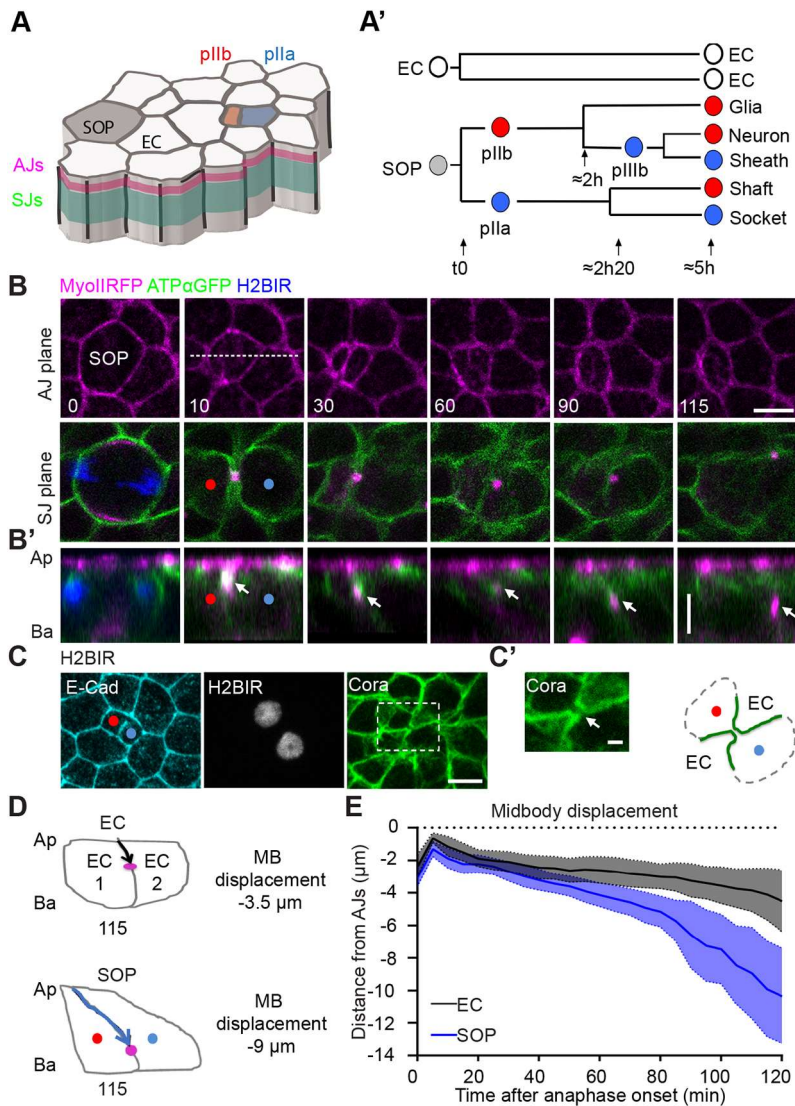 A
pIIb
pIIa
SOP
EC
AJs
SJs
A’
EC
EC
EC
Glia
pIIb
Neuron
SOP
≈2h
pIIIb
Sheath
Shaft
pIIa
Socket
t0
≈2h20
≈5h
B
MyoIIRFP ATPαGFP H2BIR
AJ plane
SOP
0
10
30
60
90
115
SJ plane
B’
Ap
Ba
C
H2BIR
E-Cad
H2BIR
Cora
C’
Cora
EC
EC
D
EC
Ap
EC
1
EC
2
Ba
115
MB
displacement
-3.5 µm
SOP
Ap
Ba
115
MB
displacement
-9 µm
E
Midbody displacement
Distance from AJs (µm)
0
-2
-4
-6
-8
-10
-12
-14
EC
SOP
0 20 40 60 80 100 120
Time after anaphase onset (min)